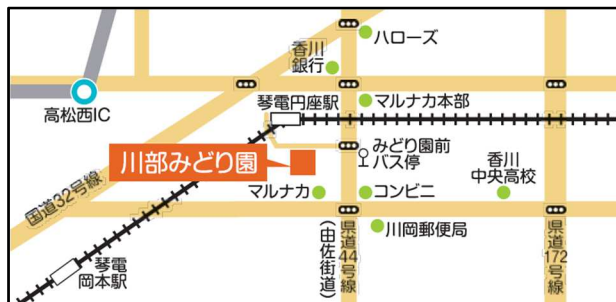 ハローズ
香川
銀行
高松西IC
琴電円座駅
マルナカ本部
みどり園前
バス停
川部みどり園
香川
中央高校
マルナカ
コンビニ
国道32号線
川岡郵便局
琴電
岡本駅
県道44号線
(由佐街道)
県道172号線